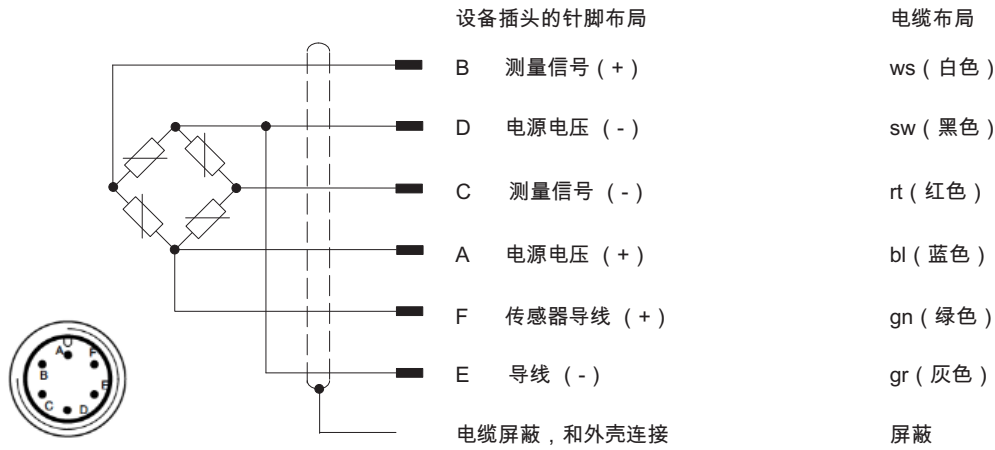 设备插头的针脚布局 电缆布局
B 测量信号 ( + ) ws ( 白色 )
D 电源电压 ( - ) sw ( 黑色 )
C 测量信号 ( - ) rt ( 红色 )
A 电源电压 ( + ) bl ( 蓝色 )
F 传感器导线 ( + ) gn ( 绿色 )
E 导线 ( - ) gr ( 灰色 )
电缆屏蔽，和外壳连接 屏蔽
A F
B E
C D